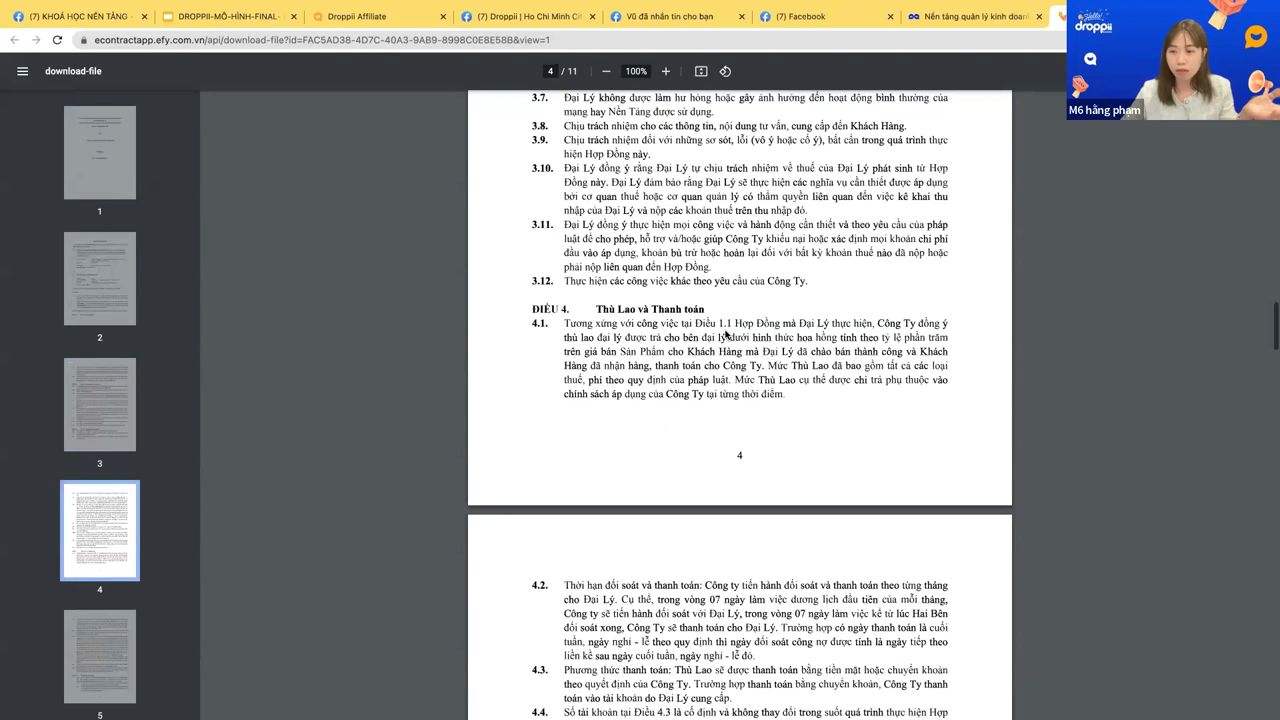 (7) KHOÁ HỌC NỀN TẢNG -
DROPPII-MÔ-HÌNH-FINAL-
Droppii Affiliate
(7) Droppii | Ho Chi Minh Cit
Vũ đã nhắn tin cho bạn
(7) Facebook
Nền tảng quản lý kinh doanh
econtractapp.efy.com.vn/api/download-file?id=FAC5AD38-4D7C-40A3-9AB9-8998C0E8E58B&view=1
download-file
4 / 11
100%
Hello!
droppii
M6 hằng phạm
1
2
3
4
5
3.7. Đại Lý không được làm hư hỏng hoặc gây ảnh hưởng đến hoạt động bình thường của
mạng hay Nền Tảng được sử dụng.
3.8. Chịu trách nhiệm cho các thông tin, nội dung tư vấn, cung cấp đến Khách Hàng.
3.9. Chịu trách nhiệm đối với những sơ sót, lỗi (vô ý hoặc cố ý), bất cẩn trong quá trình thực
hiện Hợp Đồng này.
3.10. Đại Lý đồng ý rằng Đại Lý tự chịu trách nhiệm về thuế của Đại Lý phát sinh từ Hợp
Đồng này. Đại Lý đảm bảo rằng Đại Lý sẽ thực hiện các nghĩa vụ cần thiết được áp dụng
bởi cơ quan thuế hoặc cơ quan quản lý có thẩm quyền liên quan đến việc kê khai thu
nhập của Đại Lý và nộp các khoản thuế trên thu nhập đó.
3.11. Đại Lý đồng ý thực hiện mọi công việc và hành động cần thiết và theo yêu cầu của pháp
luật để cho phép, hỗ trợ và/hoặc giúp Công Ty khiếu nại hoặc xác định mọi khoản chi phí
đầu vào áp dụng, khoản bù trừ hoặc hoàn lại đối với bất kỳ khoản thuế nào đã nộp hoặc
phải nộp liên quan đến Hợp Đồng.
3.12. Thực hiện các công việc khác theo yêu cầu của Công Ty.
ĐIỀU 4. Thù Lao và Thanh toán
4.1. Tương xứng với công việc tại Điều 1.1 Hợp Đồng mà Đại Lý thực hiện, Công Ty đồng ý
thù lao đại lý được trả cho bên đại lý dưới hình thức hoa hồng tính theo tỷ lệ phần trăm
trên giá bán Sản Phẩm cho Khách Hàng mà Đại Lý đã chào bán thành công và Khách
Hàng đã nhận hàng, thanh toán cho Công Ty. Mức Thù Lao đã bao gồm tất cả các loại
thuế, phí theo quy định của pháp luật. Mức Thù Lao cụ thể được chi trả phụ thuộc vào
chính sách áp dụng của Công Ty tại từng thời điểm.
4
4.2. Thời hạn đối soát và thanh toán: Công ty tiến hành đối soát và thanh toán theo từng tháng
cho Đại Lý. Cụ thể, trong vòng 07 ngày làm việc dương lịch đầu tiên của mỗi tháng,
Công ty sẽ tiến hành đối soát với Đại Lý, trong vòng 07 ngày làm việc kể từ lúc Hai Bên
đối soát xong, Công Ty sẽ thanh toán cho Đại Lý. Trường hợp có ngày thanh toán là cuối
tuần, ngày nghỉ - lễ theo quy định thì ngày đối soát công nợ được tính là ngày tiếp theo
liền kề sau ngày cuối tuần, ngày nghỉ - lễ đó.
4.3. Phương thức thanh toán: Thù Lao sẽ được thanh toán bằng tiền mặt hoặc chuyển khoản
theo quyết định của Công Ty. Trường hợp thanh toán bằng chuyển khoản, Công Ty thanh
toán vào tài khoản do Đại Lý cung cấp.
4.4. Số tài khoản tại Điều 4.3 là cố định và không thay đổi trong suốt quá trình thực hiện Hợp